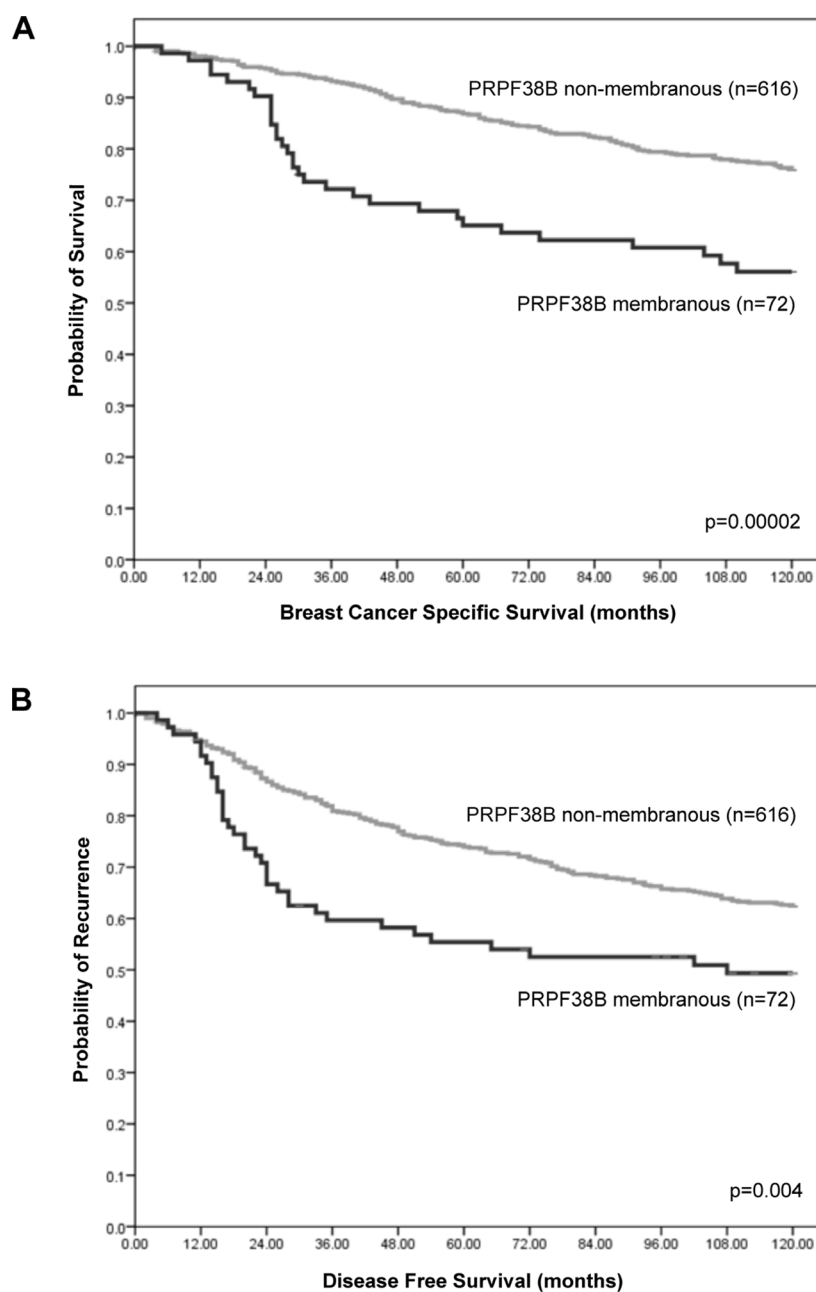 A
1.0
0.9
0.8
0.7
0.6
0.5
0.4
0.3
0.2
0.1
0.0
Probability of Survival
PRPF38B non-membranous (n=616)
PRPF38B membranous (n=72)
p=0.00002
0.00 12.00 24.00 36.00 48.00 60.00 72.00 84.00 96.00 108.00 120.00
Breast Cancer Specific Survival (months)
B
1.0
0.9
0.8
0.7
0.6
0.5
0.4
0.3
0.2
0.1
0.0
Probability of Recurrence
PRPF38B non-membranous (n=616)
PRPF38B membranous (n=72)
p=0.004
0.00 12.00 24.00 36.00 48.00 60.00 72.00 84.00 96.00 108.00 120.00
Disease Free Survival (months)